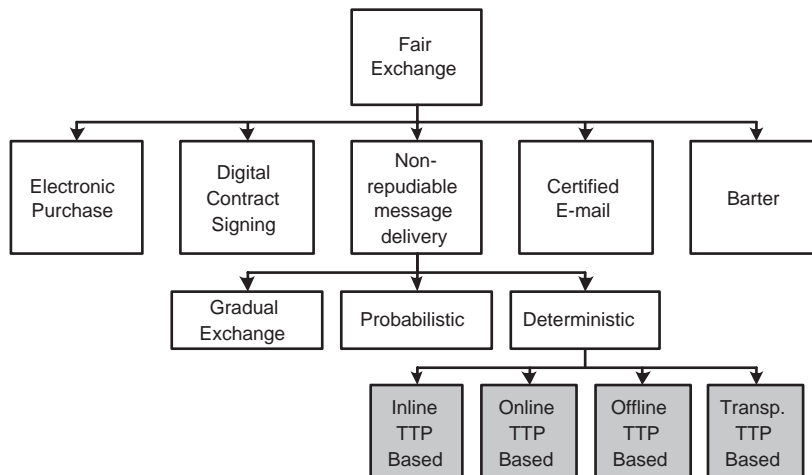 Fair
Exchange
Electronic
Purchase
Digital
Contract
Signing
Non-
repudiable
message
delivery
Certified
E-mail
Barter
Gradual
Exchange
Probabilistic
Deterministic
Inline
TTP
Based
Online
TTP
Based
Offline
TTP
Based
Transp.
TTP
Based